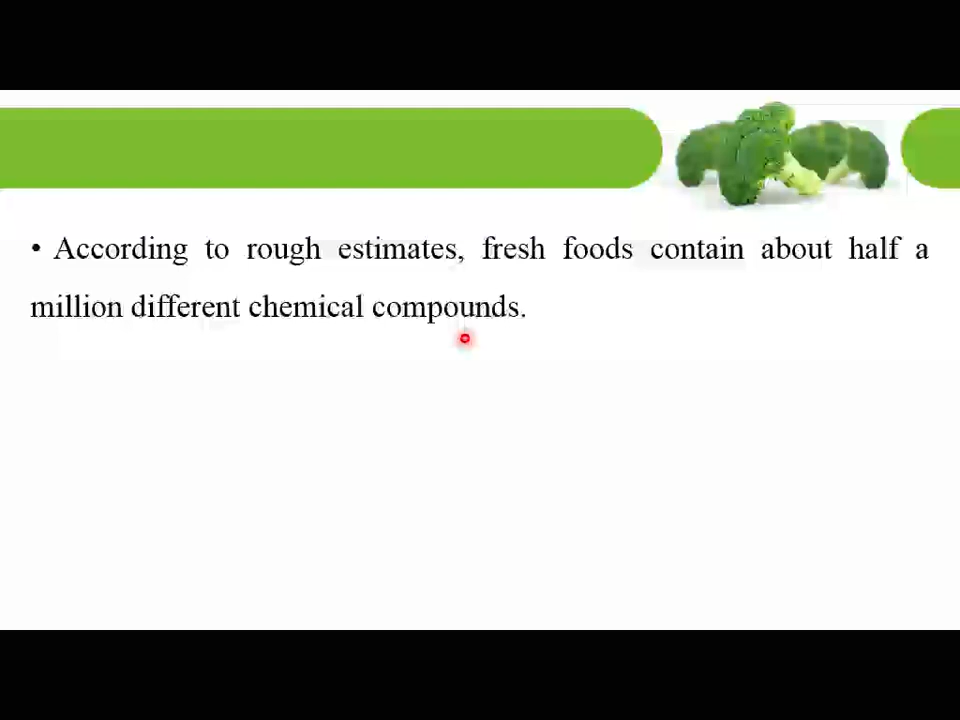 • According to rough estimates, fresh foods contain about half a
million different chemical compounds.